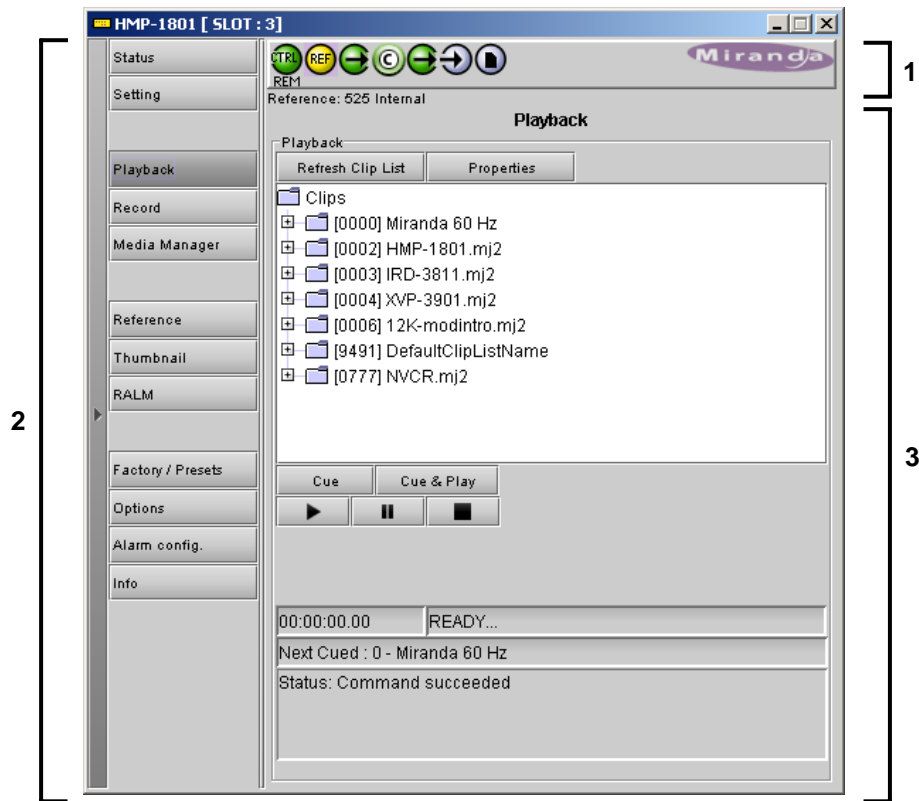 HMP-1801 [ SLOT : 3]
Status
Setting
Playback
Record
Media Manager
Reference
Thumbnail
RALM
Factory / Presets
Options
Alarm config.
Info
CTRL REF C
REM
Miranda
Reference: 525 Internal
Playback
Playback
Refresh Clip List Properties
Clips
[0000] Miranda 60 Hz
[0002] HMP-1801.mj2
[0003] IRD-3811.mj2
[0004] XVP-3901.mj2
[0006] 12K-modintro.mj2
[9491] DefaultClipListName
[0777] NVCR.mj2
Cue Cue & Play
00:00:00.00 READY...
Next Cued : 0 - Miranda 60 Hz
Status: Command succeeded
1
2
3